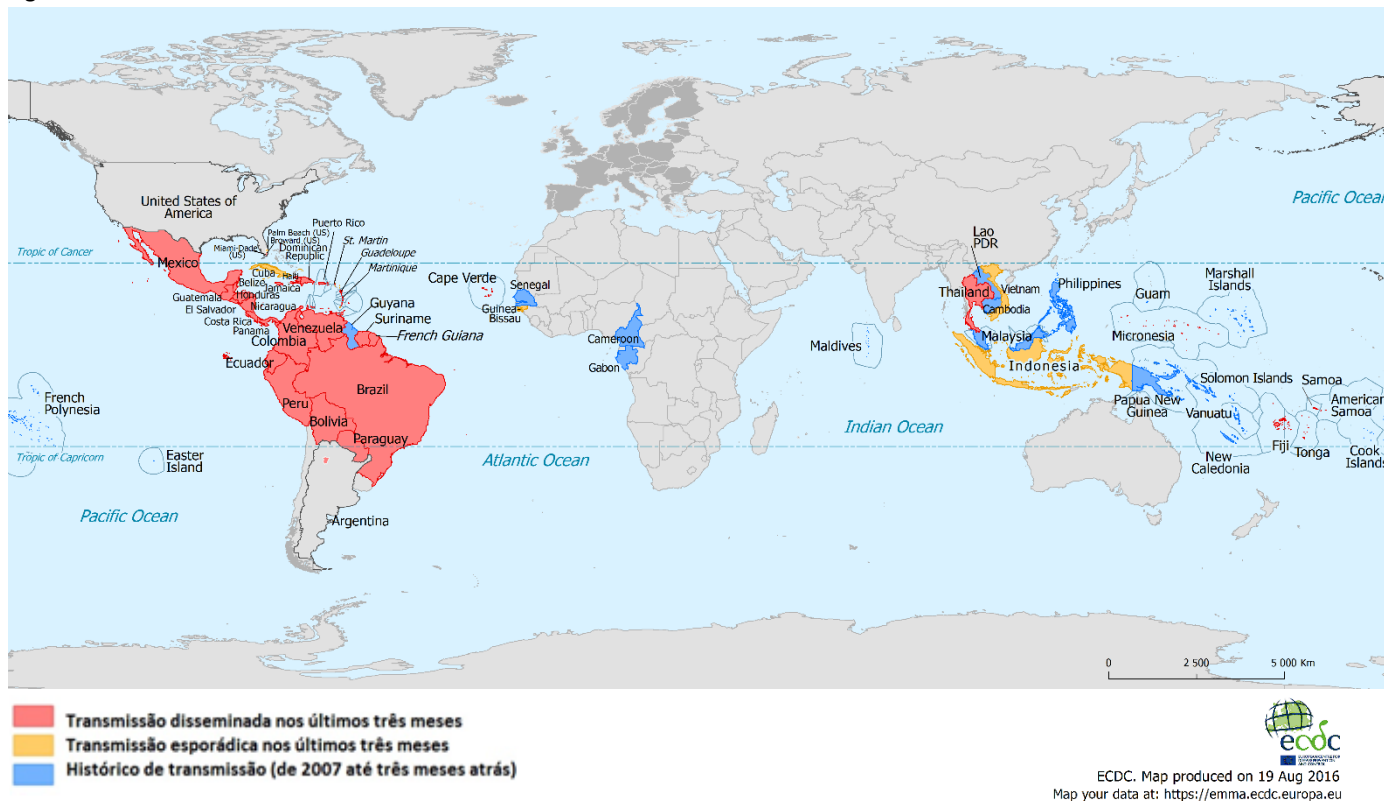 United States of
America
Pacific Ocean
Tropic of Cancer
Miami-Dade
(US)
Palm Beach (US)
Broward (US)
Dominican
Republic
Puerto Rico
St. Martin
Guadeloupe
Martinique
Mexico
Cuba
Haiti
Belize
Jamaica
Guatemala
Honduras
El Salvador
Nicaragua
Costa Rica
Panama
Venezuela
Colombia
Guyana
Suriname
French Guiana
Ecuador
Brazil
Peru
Bolivia
Paraguay
Argentina
Cape Verde
Senegal
Guinea
Bissau
Cameroon
Gabon
Maldives
Lao
PDR
Thailand
Vietnam
Cambodia
Philippines
Malaysia
Indonesia
Guam
Marshall
Islands
Micronesia
Solomon Islands
Papua New
Guinea
Vanuatu
Samoa
American
Samoa
New
Caledonia
Fiji
Tonga
Cook
Islands
French
Polynesia
Tropic of Capricorn
Easter
Island
Pacific Ocean
Atlantic Ocean
Indian Ocean
0 2 500 5 000 Km
Transmissão disseminada nos últimos três meses
Transmissão esporádica nos últimos três meses
Histórico de transmissão (de 2007 até três meses atrás)
ecdc
EUROPEAN CENTRE FOR
DISEASE PREVENTION
AND CONTROL
ECDC. Map produced on 19 Aug 2016
Map your data at: https://emma.ecdc.europa.eu